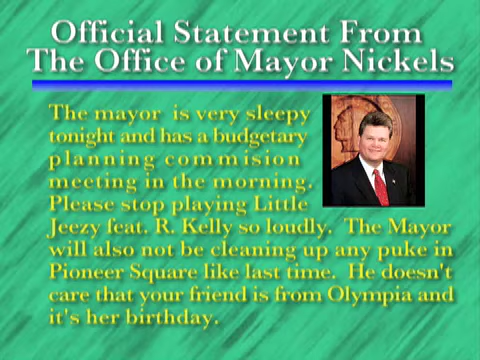 Official Statement From
The Office of Mayor Nickels
The mayor is very sleepy
tonight and has a budgetary
planning commision
meeting in the morning.
Please stop playing Little
Jeezy feat. R. Kelly so loudly. The Mayor
will also not be cleaning up any puke in
Pioneer Square like last time. He doesn't
care that your friend is from Olympia and
it's her birthday.